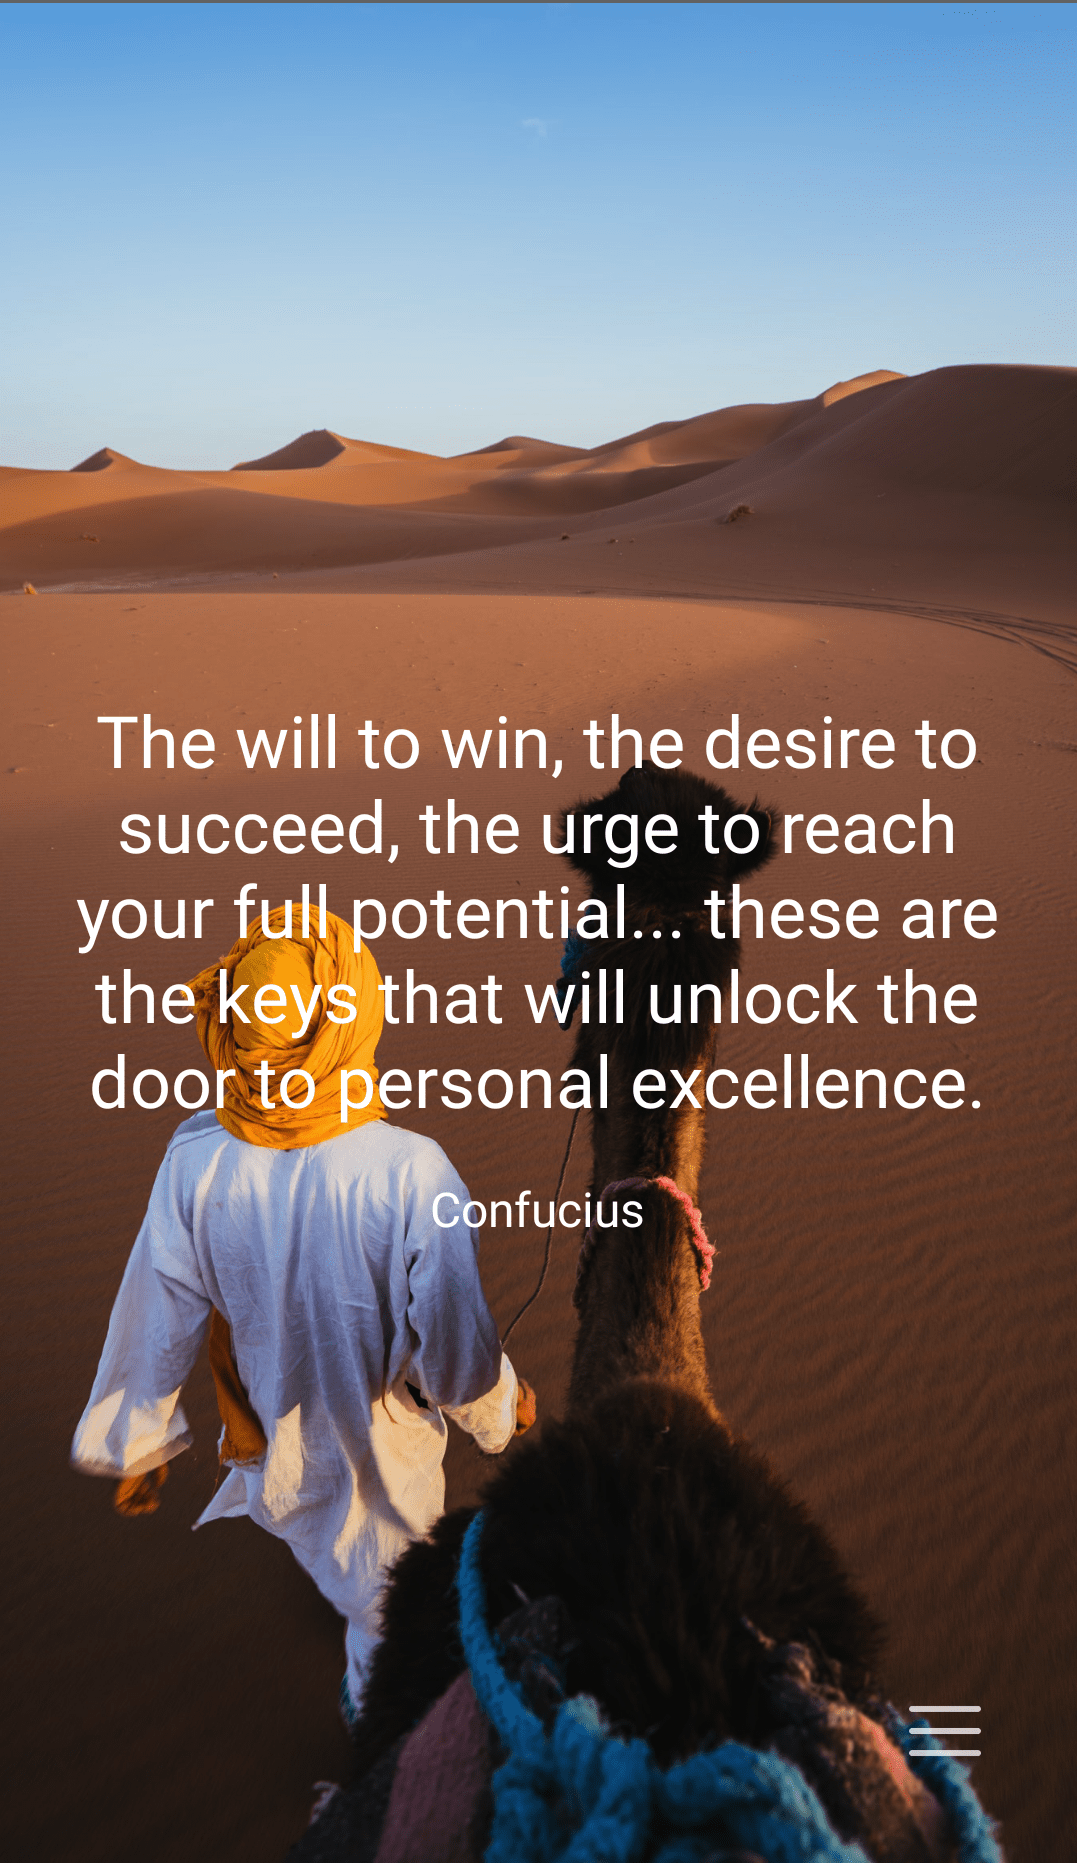 The will to win, the desire to
succeed, the urge to reach
your full potential... these are
the keys that will unlock the
door to personal excellence.
Confucius